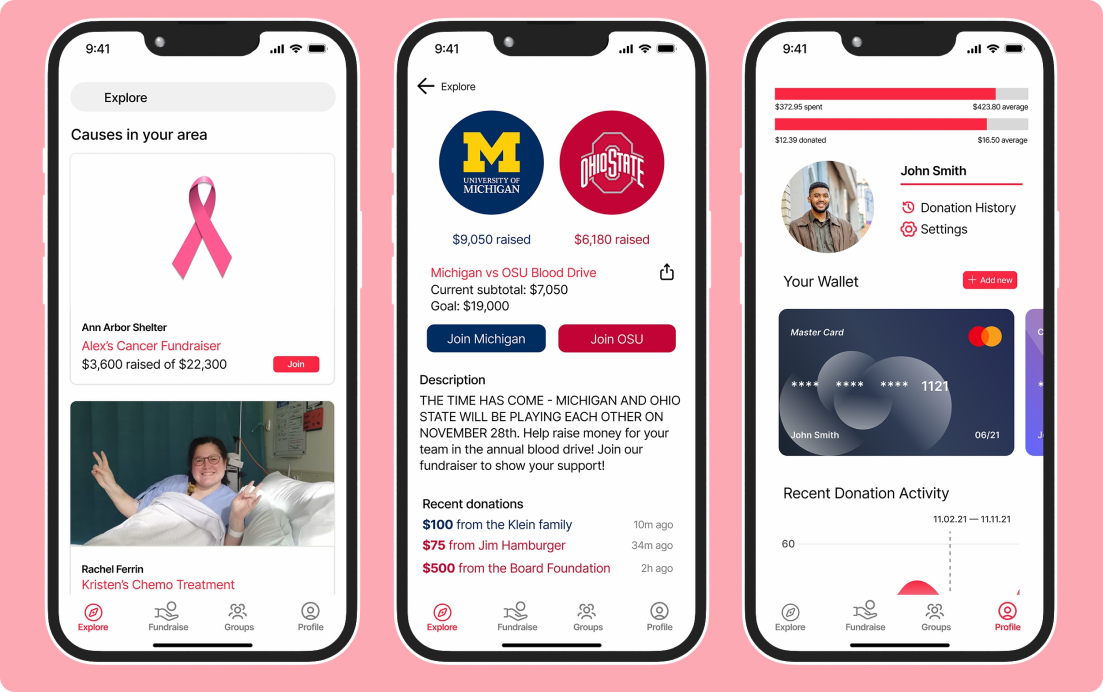 9:41
Explore
Causes in your area
Ann Arbor Shelter
Alex's Cancer Fundraiser
$3,600 raised of $22,300
Join
Rachel Ferrin
Kristen's Chemo Treatment
Explore
Fundraise
Groups
Profile
9:41
Explore
M
UNIVERSITY OF
MICHIGAN
OHIO STATE
$9,050 raised
$6,180 raised
Michigan vs OSU Blood Drive
Current subtotal: $7,050
Goal: $19,000
Join Michigan
Join OSU
Description
THE TIME HAS COME - MICHIGAN AND OHIO
STATE WILL BE PLAYING EACH OTHER ON
NOVEMBER 28th. Help raise money for your
team in the annual blood drive! Join our
fundraiser to show your support!
Recent donations
$100 from the Klein family
10m ago
$75 from Jim Hamburger
34m ago
$500 from the Board Foundation
2h ago
Explore
Fundraise
Groups
Profile
9:41
$372.95 spent
$423.80 average
$12.39 donated
$16.50 average
John Smith
Donation History
Settings
Your Wallet
+ Add new
Master Card
**** **** **** 1121
John Smith
06/21
Recent Donation Activity
11.02.21 — 11.11.21
60
Explore
Fundraise
Groups
Profile